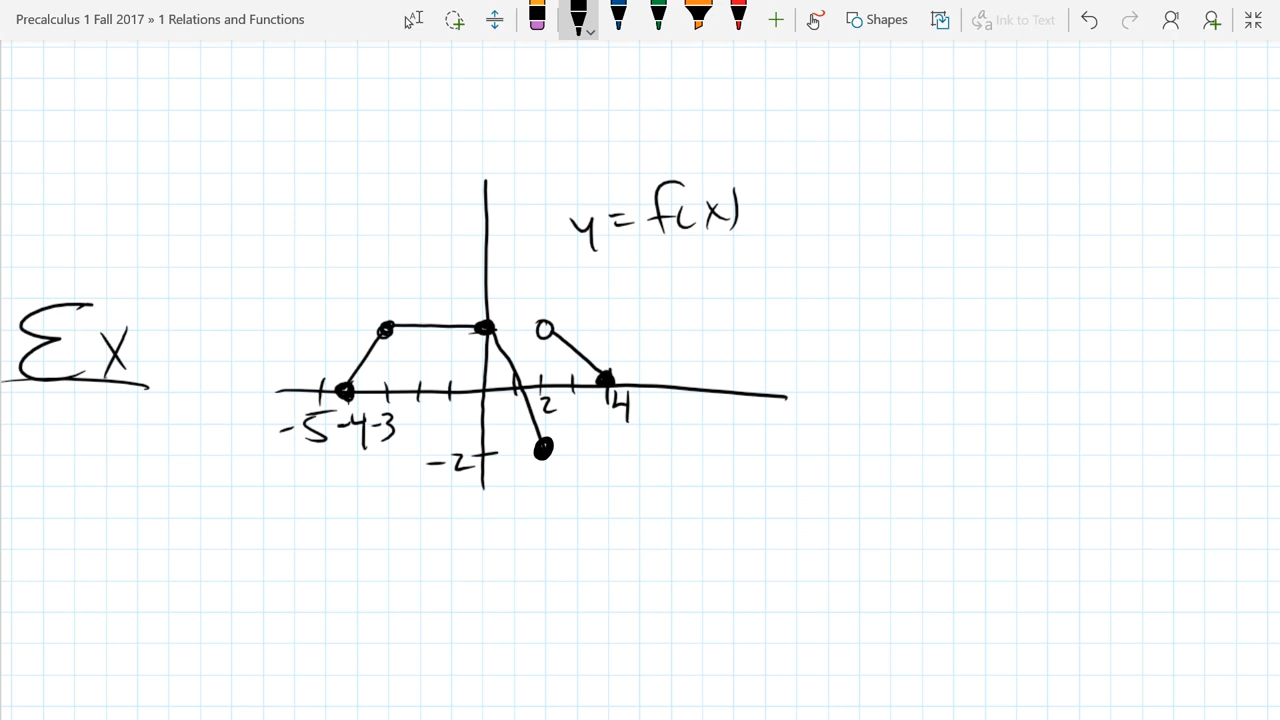 Precalculus 1 Fall 2017 » 1 Relations and Functions
Shapes
Ink to Text
y = f(x)
Ex
-5 -4 -3
2
4
-2